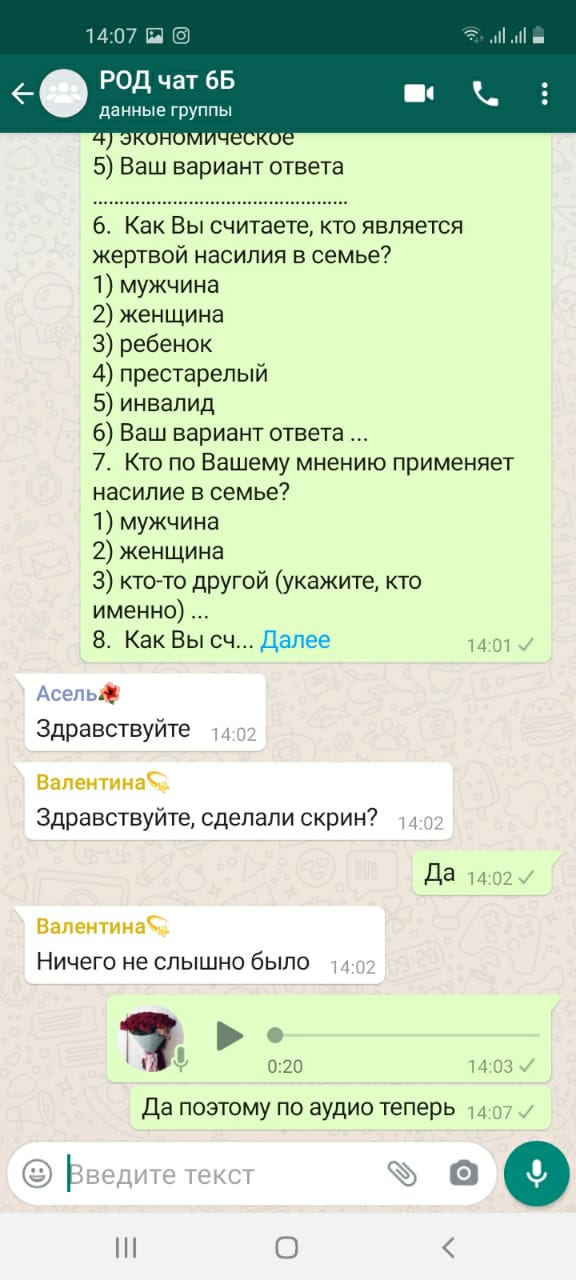 14:07
РОД чат 6Б
данные группы
4) экономическое
5) Ваш вариант ответа
................................................
6.  Как Вы считаете, кто является
жертвой насилия в семье?
1) мужчина
2) женщина
3) ребенок
4) престарелый
5) инвалид
6) Ваш вариант ответа ...
7.  Кто по Вашему мнению применяет
насилие в семье?
1) мужчина
2) женщина
3) кто-то другой (укажите, кто
именно) ...
8.  Как Вы сч... Далее
14:01
Асель
Здравствуйте 14:02
Валентина
Здравствуйте, сделали скрин? 14:02
Да 14:02
Валентина
Ничего не слышно было 14:02
0:20 14:03
Да поэтому по аудио теперь 14:07
Введите текст